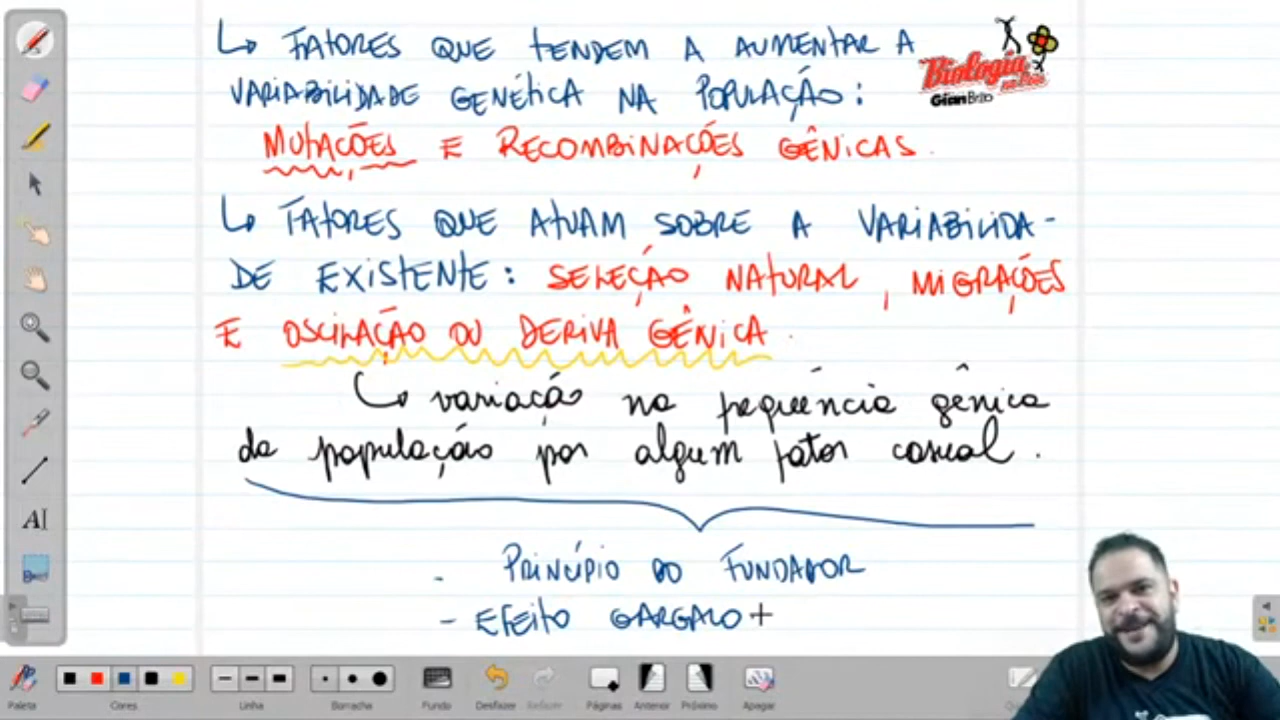 ↳ FATORES QUE TENDEM A AUMENTAR A
VARIABILIDADE GENÉTICA NA POPULAÇÃO:
MUTAÇÕES E RECOMBINAÇÕES GÊNICAS.
↳ FATORES QUE ATUAM SOBRE A VARIABILIDA-
DE EXISTENTE: SELEÇÃO NATURAL, MIGRAÇÕES
E OSCILAÇÃO OU DERIVA GÊNICA.
↳ variação na frequência gênica
da população por algum fator casual.
- PRINCÍPIO DO FUNDADOR
- EFEITO GARGALO
Biologia
Gian Brito
AI
Paleta
Cores
Linha
Borracha
Fundo
Desfazer
Refazer
Páginas
Anterior
Próximo
Apagar